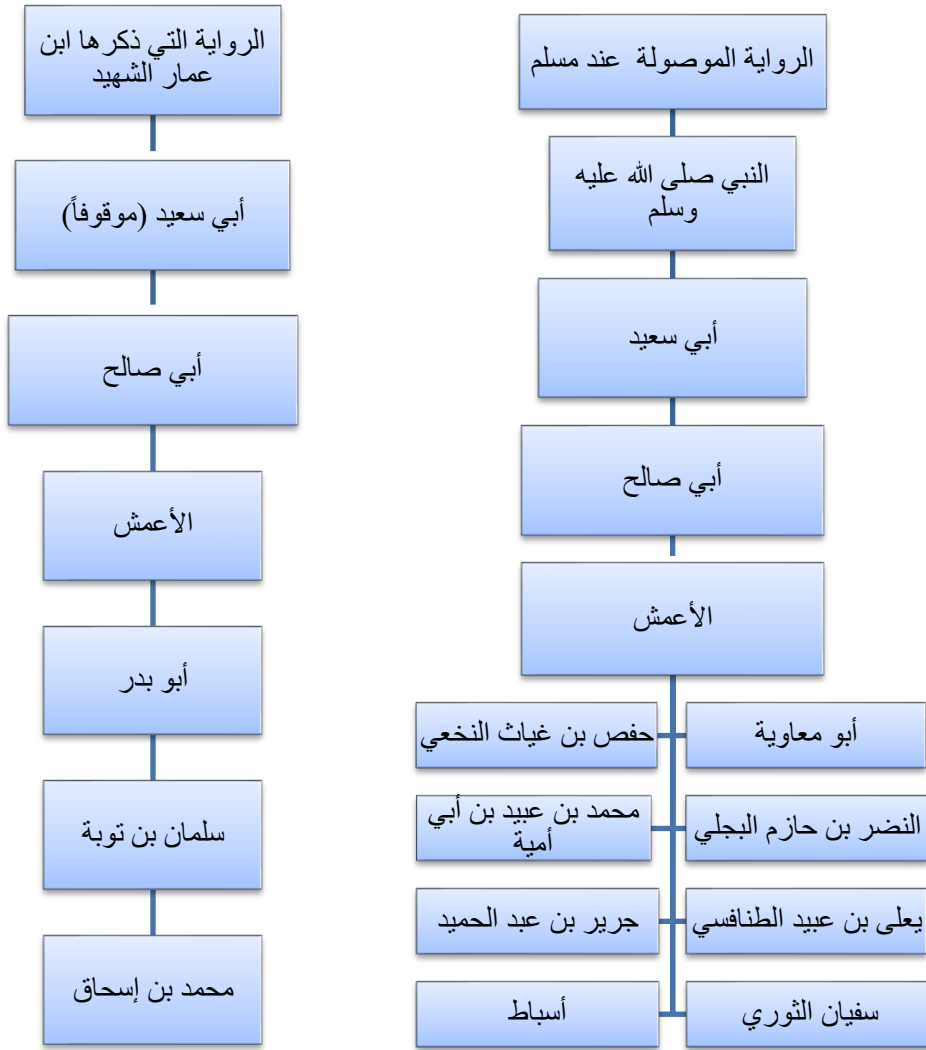 الرواية الموصولة عند مسلم
النبي صلى الله عليه
وسلم
أبي سعيد
أبي صالح
الأعمش
أبو معاوية
حفص بن غياث النخعي
النضر بن حازم البجلي
محمد بن عبيد بن أبي
أمية
يعلى بن عبيد الطنافسي
جرير بن عبد الحميد
سفيان الثوري
أسباط
الرواية التي ذكرها ابن
عمار الشهيد
أبي سعيد (موقوفاً)
أبي صالح
الأعمش
أبو بدر
سلمان بن توبة
محمد بن إسحاق